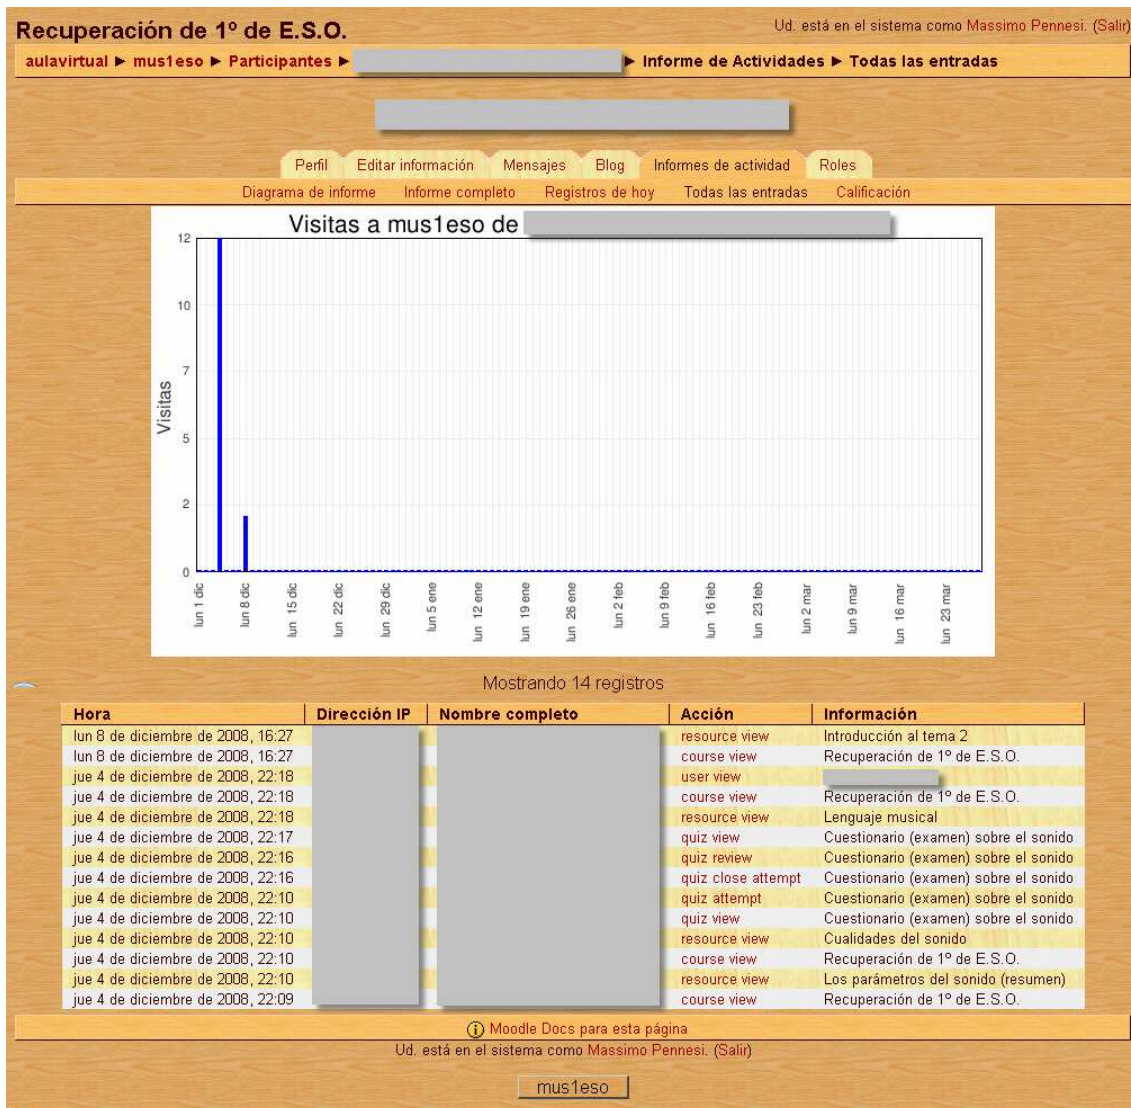 Recuperación de 1º de E.S.O.
Ud. está en el sistema como Massimo Pennesi. (Salir)
aulavirtual ► mus1eso ► Participantes ► ► Informe de Actividades ► Todas las entradas
Perfil Editar información Mensajes Blog Informes de actividad Roles
Diagrama de informe Informe completo Registros de hoy Todas las entradas Calificación
Visitas a mus1eso de
12
10
7
5
2
0
Visitas
lun 1 dic
lun 8 dic
lun 15 dic
lun 22 dic
lun 29 dic
lun 5 ene
lun 12 ene
lun 19 ene
lun 26 ene
lun 2 feb
lun 9 feb
lun 16 feb
lun 23 feb
lun 2 mar
lun 9 mar
lun 16 mar
lun 23 mar
Mostrando 14 registros
Hora Dirección IP Nombre completo Acción Información
lun 8 de diciembre de 2008, 16:27 resource view Introducción al tema 2
lun 8 de diciembre de 2008, 16:27 course view Recuperación de 1º de E.S.O.
jue 4 de diciembre de 2008, 22:18 user view
jue 4 de diciembre de 2008, 22:18 course view Recuperación de 1º de E.S.O.
jue 4 de diciembre de 2008, 22:18 resource view Lenguaje musical
jue 4 de diciembre de 2008, 22:17 quiz view Cuestionario (examen) sobre el sonido
jue 4 de diciembre de 2008, 22:16 quiz review Cuestionario (examen) sobre el sonido
jue 4 de diciembre de 2008, 22:16 quiz close attempt Cuestionario (examen) sobre el sonido
jue 4 de diciembre de 2008, 22:10 quiz attempt Cuestionario (examen) sobre el sonido
jue 4 de diciembre de 2008, 22:10 quiz view Cuestionario (examen) sobre el sonido
jue 4 de diciembre de 2008, 22:10 resource view Cualidades del sonido
jue 4 de diciembre de 2008, 22:10 course view Recuperación de 1º de E.S.O.
jue 4 de diciembre de 2008, 22:10 resource view Los parámetros del sonido (resumen)
jue 4 de diciembre de 2008, 22:09 course view Recuperación de 1º de E.S.O.
Moodle Docs para esta página
Ud. está en el sistema como Massimo Pennesi. (Salir)
mus1eso